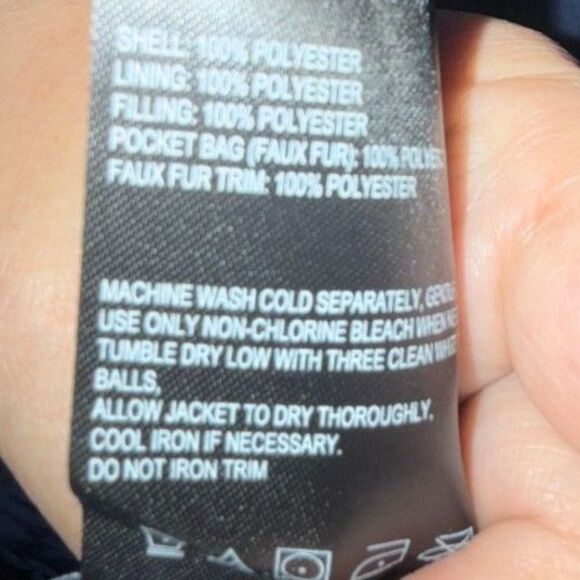 SHELL: 100% POLYESTER
LINING: 100% POLYESTER
FILLING: 100% POLYESTER
POCKET BAG (FAUX FUR): 100%
FAUX FUR TRIM: 100% POLYESTER
MACHINE WASH COLD SEPARATELY,
USE ONLY NON-CHLORINE BLEACH WHEN
TUMBLE DRY LOW WITH THREE CLEAN
BALLS,
ALLOW JACKET TO DRY THOROUGHLY.
COOL IRON IF NECESSARY.
DO NOT IRON TRIM